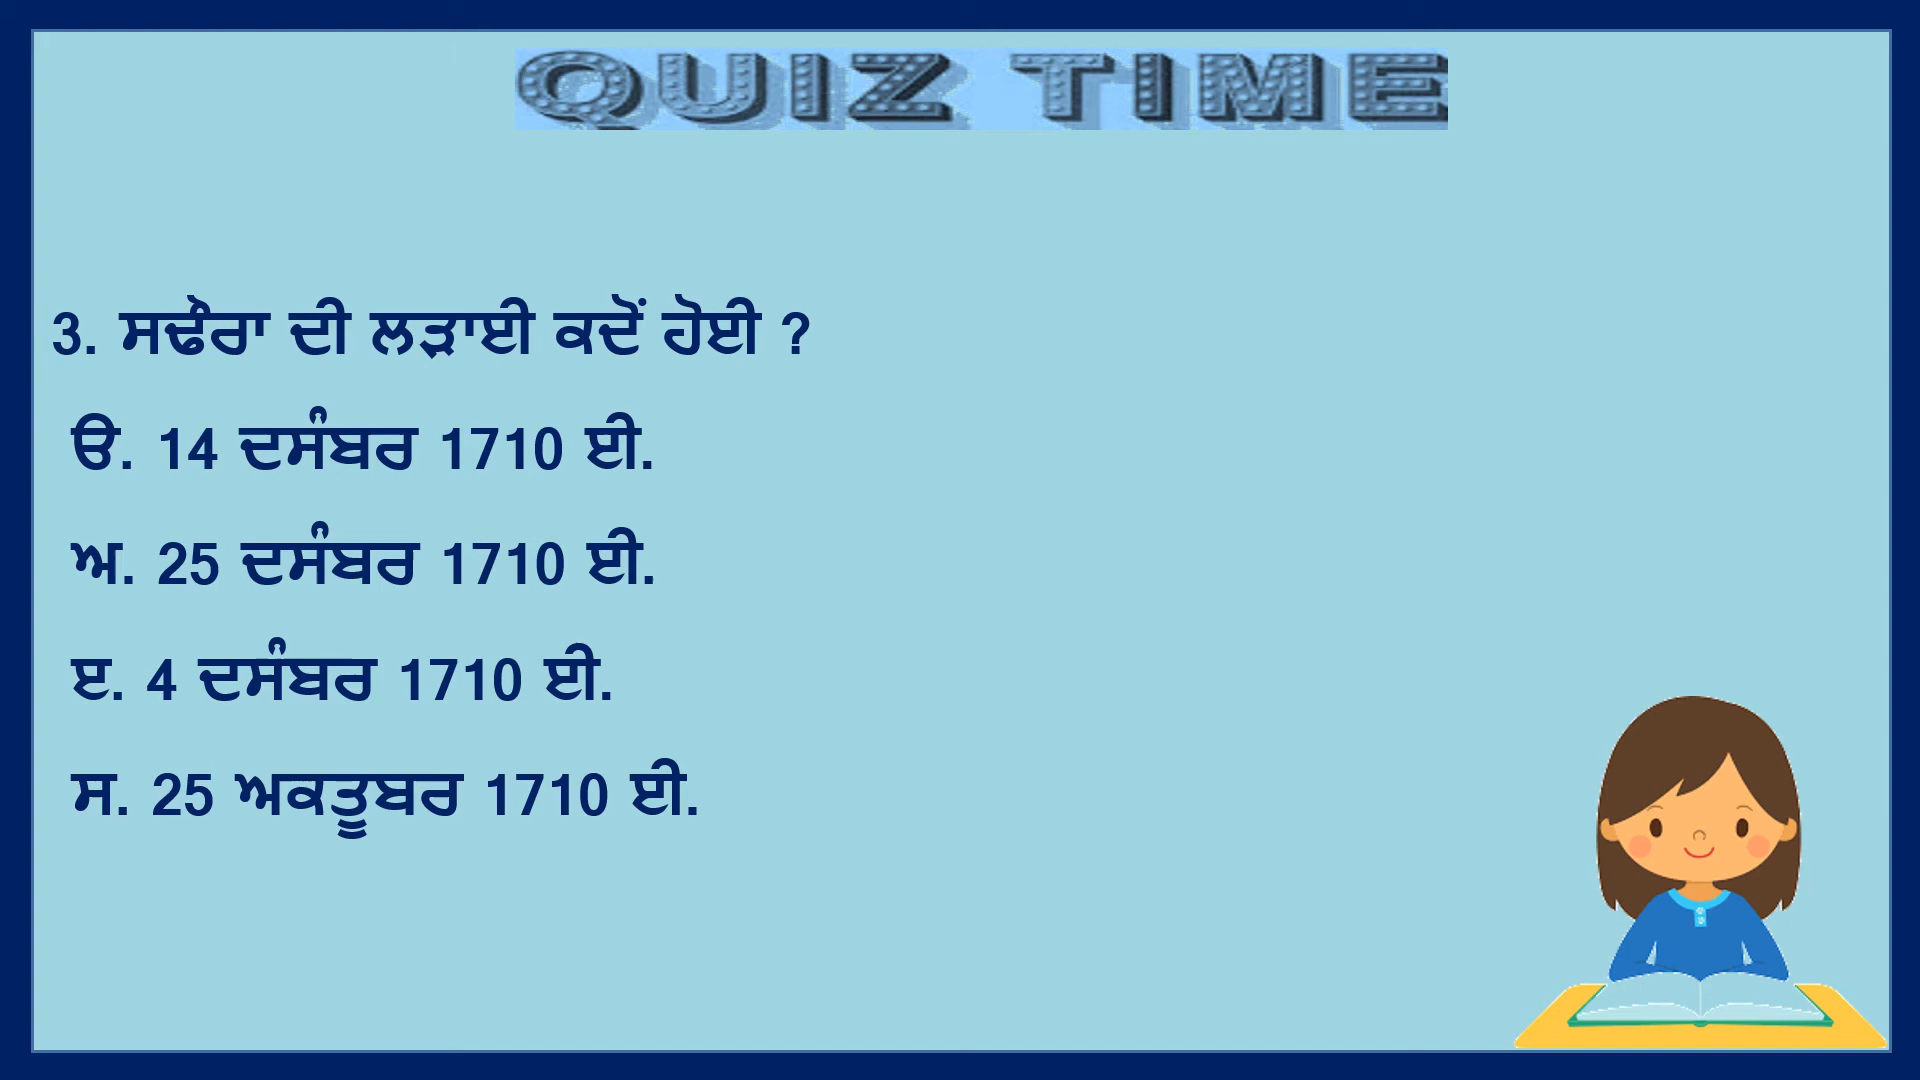 QUIZ TIME
3. ਸਢੌਰਾ ਦੀ ਲੜਾਈ ਕਦੋਂ ਹੋਈ ?
ੳ. 14 ਦਸੰਬਰ 1710 ਈ.
ਅ. 25 ਦਸੰਬਰ 1710 ਈ.
ੲ. 4 ਦਸੰਬਰ 1710 ਈ.
ਸ. 25 ਅਕਤੂਬਰ 1710 ਈ.